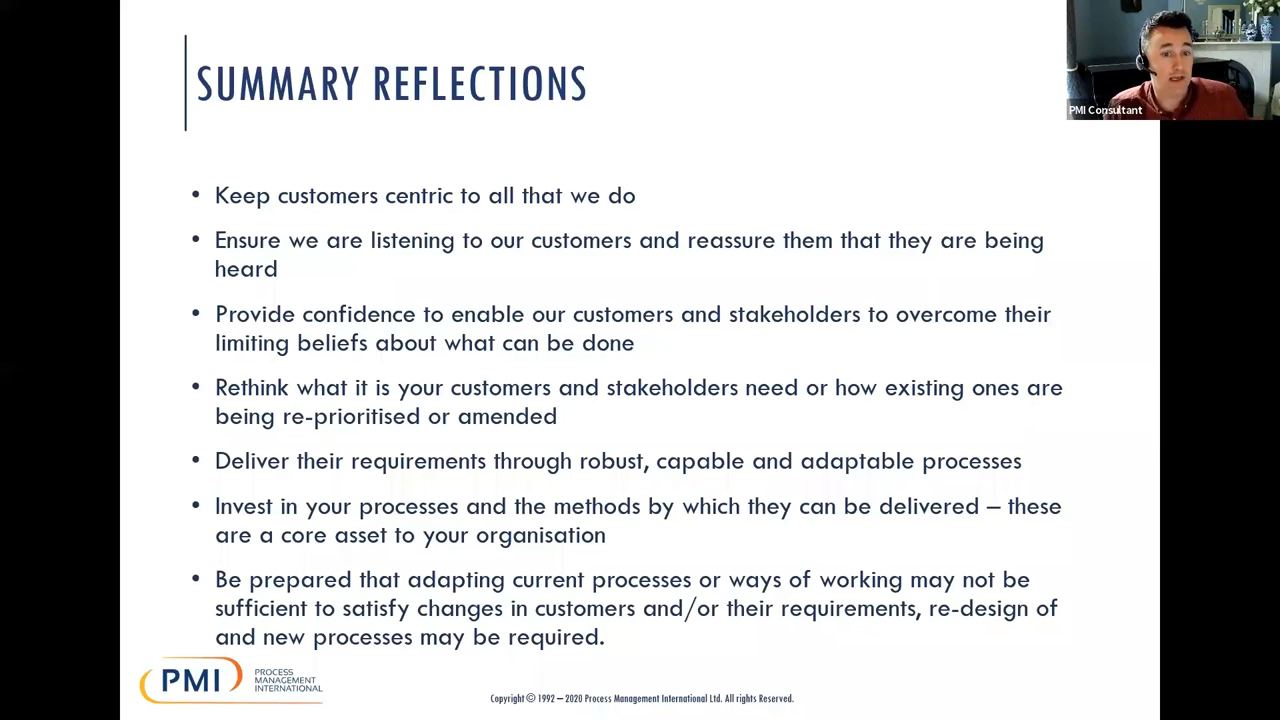 SUMMARY REFLECTIONS
PMI Consultant
• Keep customers centric to all that we do
• Ensure we are listening to our customers and reassure them that they are being
heard
• Provide confidence to enable our customers and stakeholders to overcome their
limiting beliefs about what can be done
• Rethink what it is your customers and stakeholders need or how existing ones are
being re-prioritised or amended
• Deliver their requirements through robust, capable and adaptable processes
• Invest in your processes and the methods by which they can be delivered – these
are a core asset to your organisation
• Be prepared that adapting current processes or ways of working may not be
sufficient to satisfy changes in customers and/or their requirements, re-design of
and new processes may be required.
PMI
PROCESS
MANAGEMENT
INTERNATIONAL
Copyright © 1992 – 2020 Process Management International Ltd. All rights Reserved.